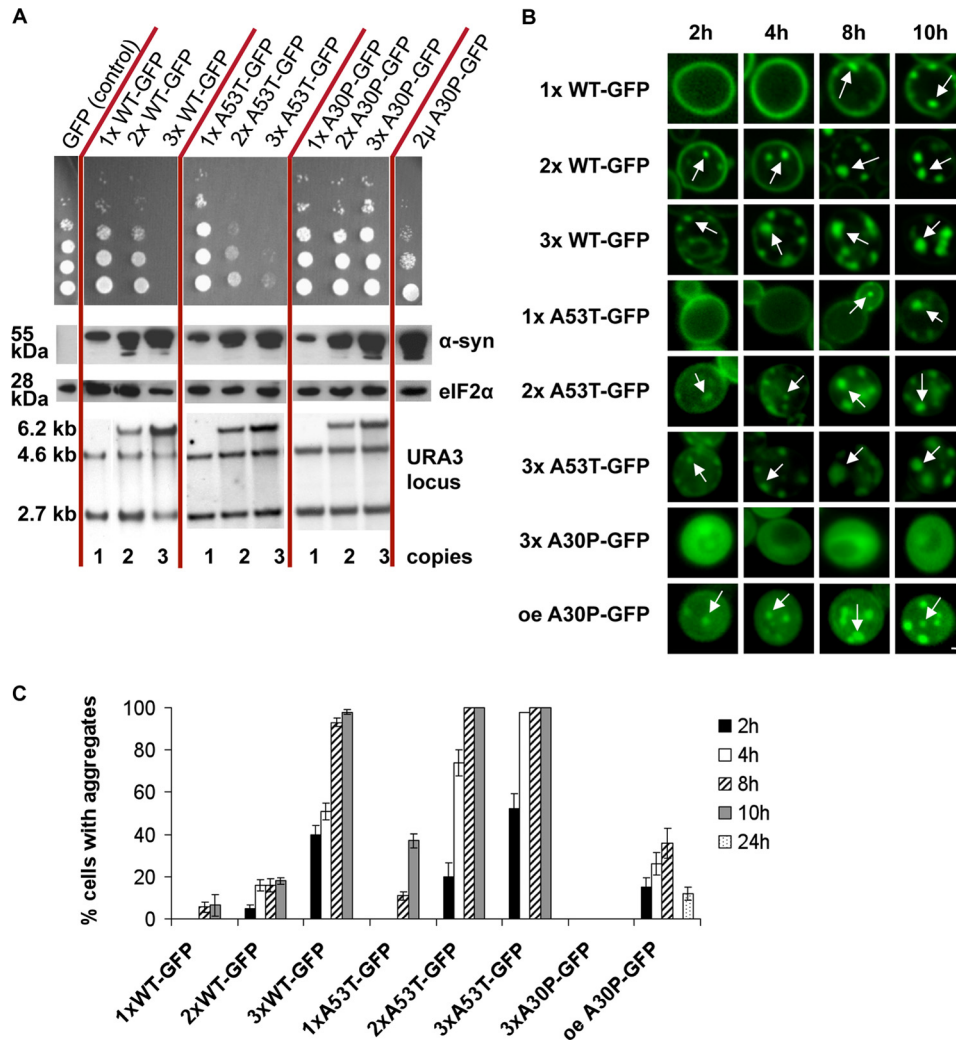 A
GFP (control)
1x WT-GFP
2x WT-GFP
3x WT-GFP
1x A53T-GFP
2x A53T-GFP
3x A53T-GFP
1x A30P-GFP
2x A30P-GFP
3x A30P-GFP
2μ A30P-GFP
55
kDa
α-syn
28
kDa
eIF2α
6.2 kb
4.6 kb
2.7 kb
URA3
locus
1 2 3 1 2 3 1 2 3 copies
B
2h 4h 8h 10h
1x WT-GFP
2x WT-GFP
3x WT-GFP
1x A53T-GFP
2x A53T-GFP
3x A53T-GFP
3x A30P-GFP
oe A30P-GFP
C
% cells with aggregates
100
80
60
40
20
0
1xWT-GFP
2xWT-GFP
3xWT-GFP
1xA53T-GFP
2xA53T-GFP
3xA53T-GFP
3xA30P-GFP
oe A30P-GFP
2h
4h
8h
10h
24h